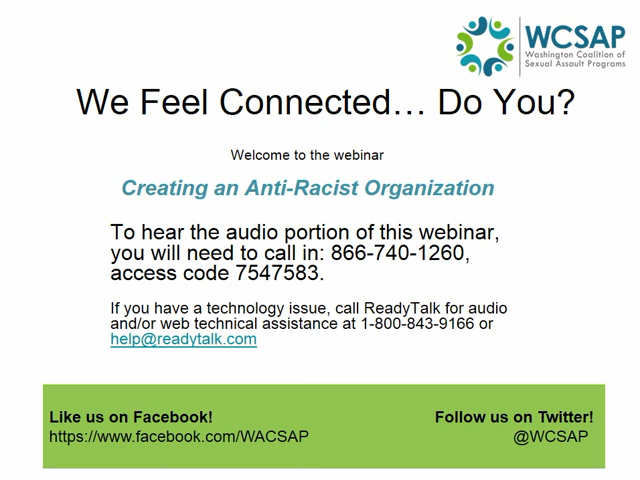 WCSAP
Washington Coalition of
Sexual Assault Programs
We Feel Connected… Do You?
Welcome to the webinar
Creating an Anti-Racist Organization
To hear the audio portion of this webinar,
you will need to call in: 866-740-1260,
access code 7547583.
If you have a technology issue, call ReadyTalk for audio
and/or web technical assistance at 1-800-843-9166 or
help@readytalk.com
Like us on Facebook!
https://www.facebook.com/WACSAP
Follow us on Twitter!
@WCSAP